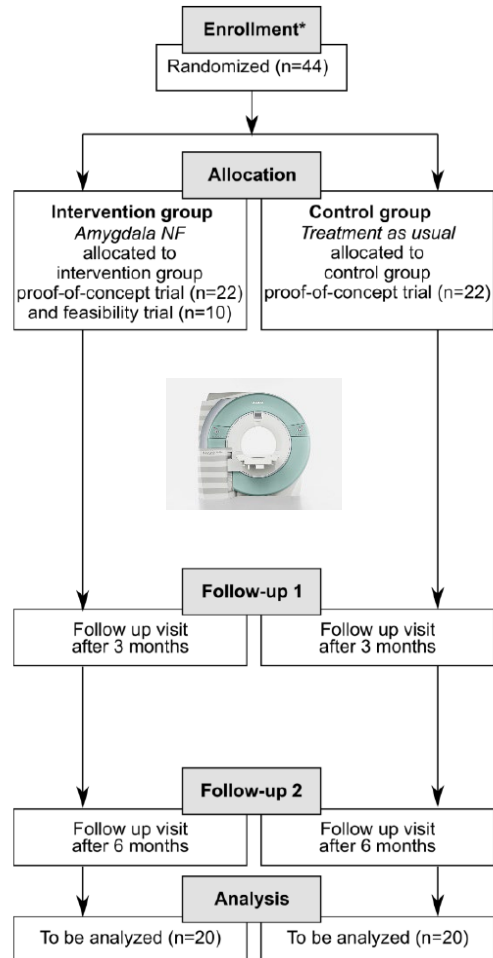 Enrollment*
Randomized (n=44)
Allocation
Intervention group
Amygdala NF
allocated to
intervention group
proof-of-concept trial (n=22)
and feasibility trial (n=10)
Control group
Treatment as usual
allocated to
control group
proof-of-concept trial (n=22)
Follow-up 1
Follow up visit
after 3 months
Follow up visit
after 3 months
Follow-up 2
Follow up visit
after 6 months
Follow up visit
after 6 months
Analysis
To be analyzed (n=20)
To be analyzed (n=20)